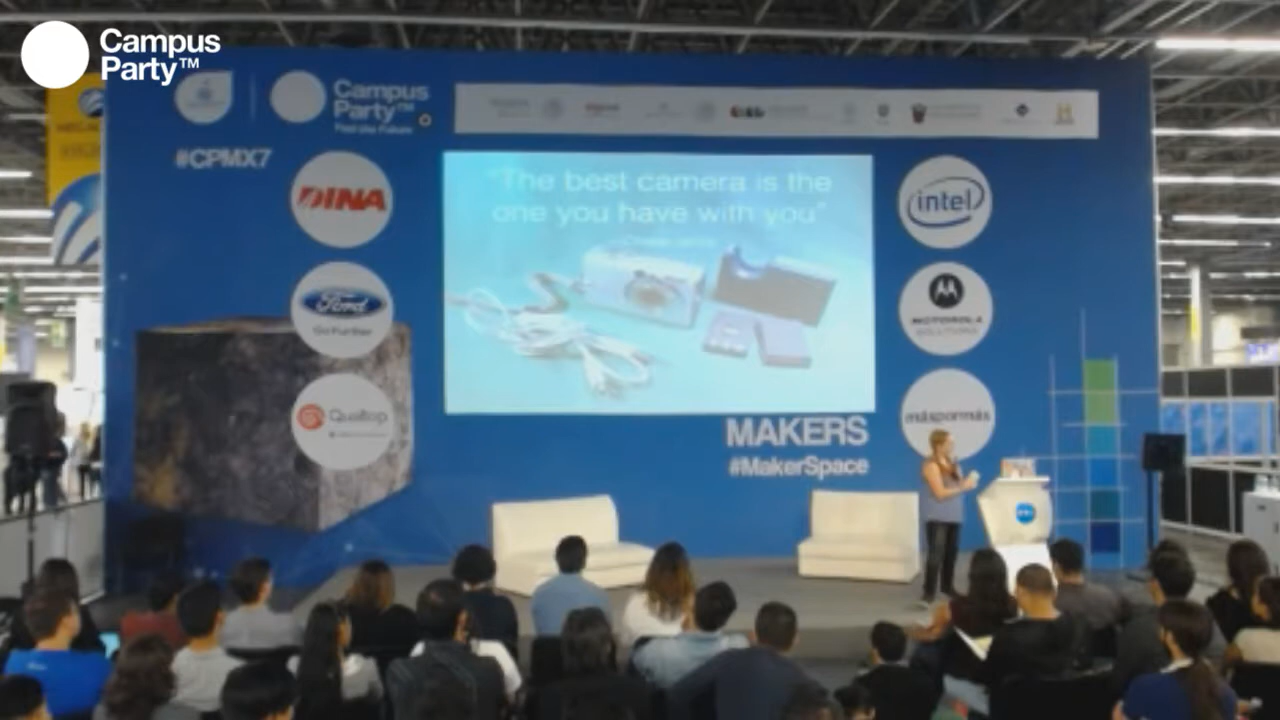 Campus
Party™
Campus
Party™
Feel the Future
#CPMX7
DINA
intel
"The best camera is the
one you have with you"
Ford
Go Further
MOTOROLA
SOLUTIONS
Qualtop
máspormás
MAKERS
#MakerSpace